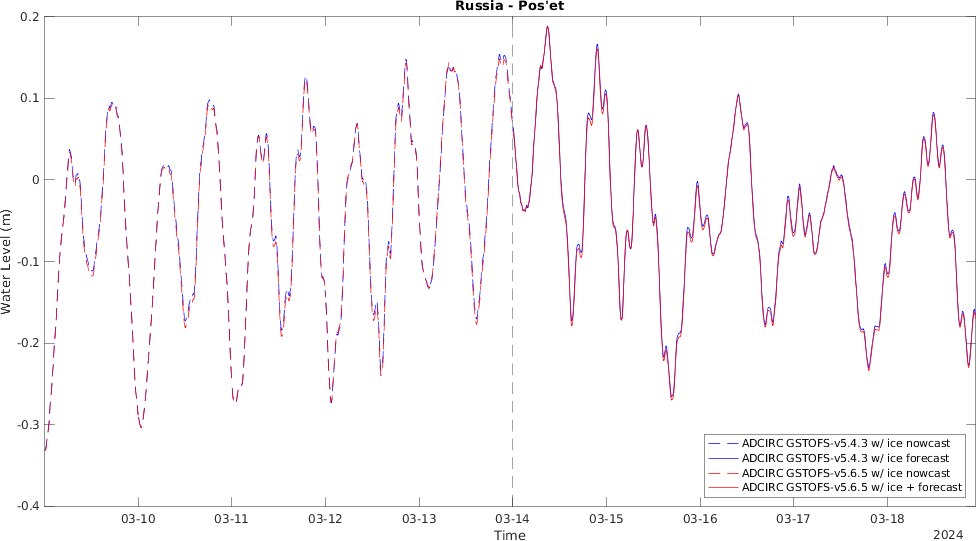 Russia - Pos'et
Water Level (m)
0.2
0.1
0
-0.1
-0.2
-0.3
-0.4
03-10 03-11 03-12 03-13 03-14 03-15 03-16 03-17 03-18
Time
2024
ADCIRC GSTOFS-v5.4.3 w/ ice nowcast
ADCIRC GSTOFS-v5.4.3 w/ ice forecast
ADCIRC GSTOFS-v5.6.5 w/ ice nowcast
ADCIRC GSTOFS-v5.6.5 w/ ice + forecast